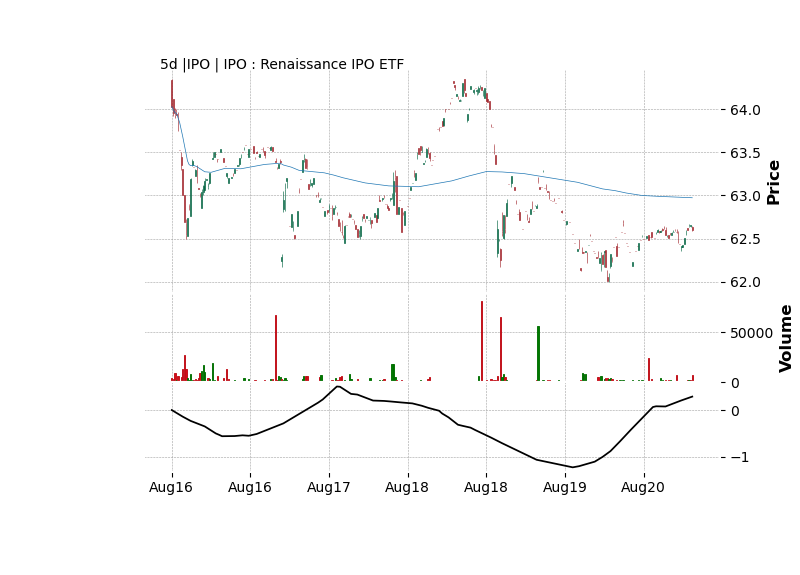 5d |IPO | IPO : Renaissance IPO ETF
64.0
63.5
63.0
62.5
62.0
Price
50000
0
Volume
0
−1
Aug16 Aug16 Aug17 Aug18 Aug18 Aug19 Aug20